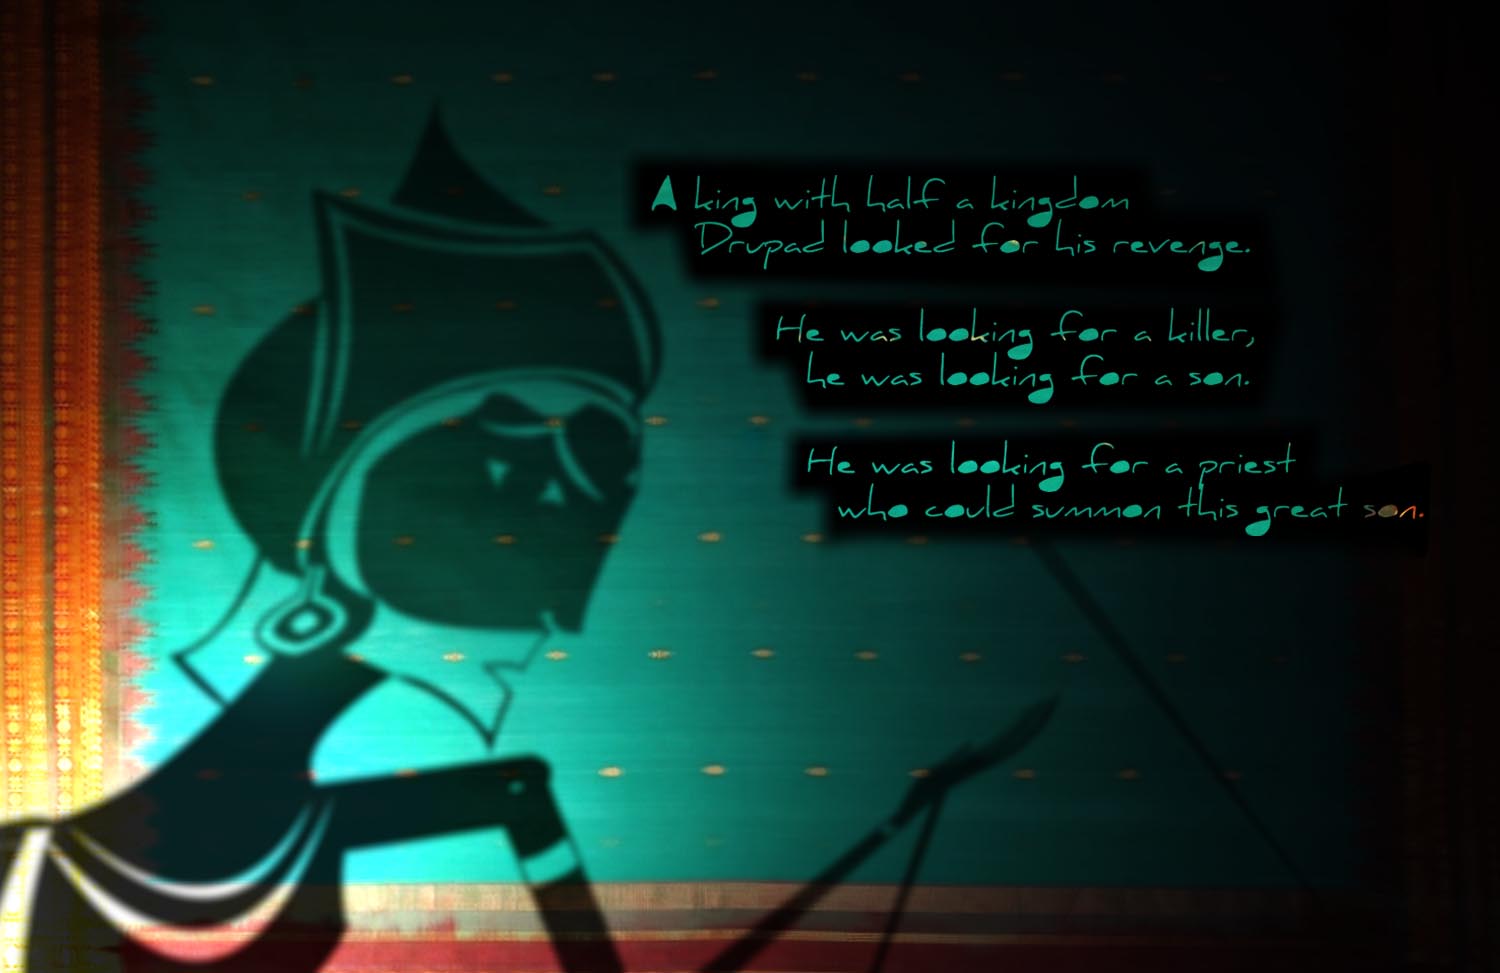 A king with half a kingdom
Drupad looked for his revenge.
He was looking for a killer,
he was looking for a son.
He was looking for a priest
who could summon this great son.